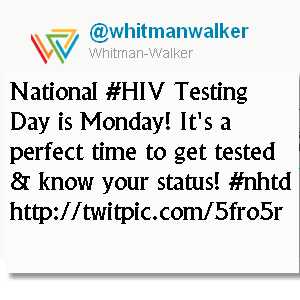 @whitmanwalker
Whitman-Walker
National #HIV Testing
Day is Monday! It's a
perfect time to get tested
& know your status! #nhtd
http://twitpic.com/5fro5r